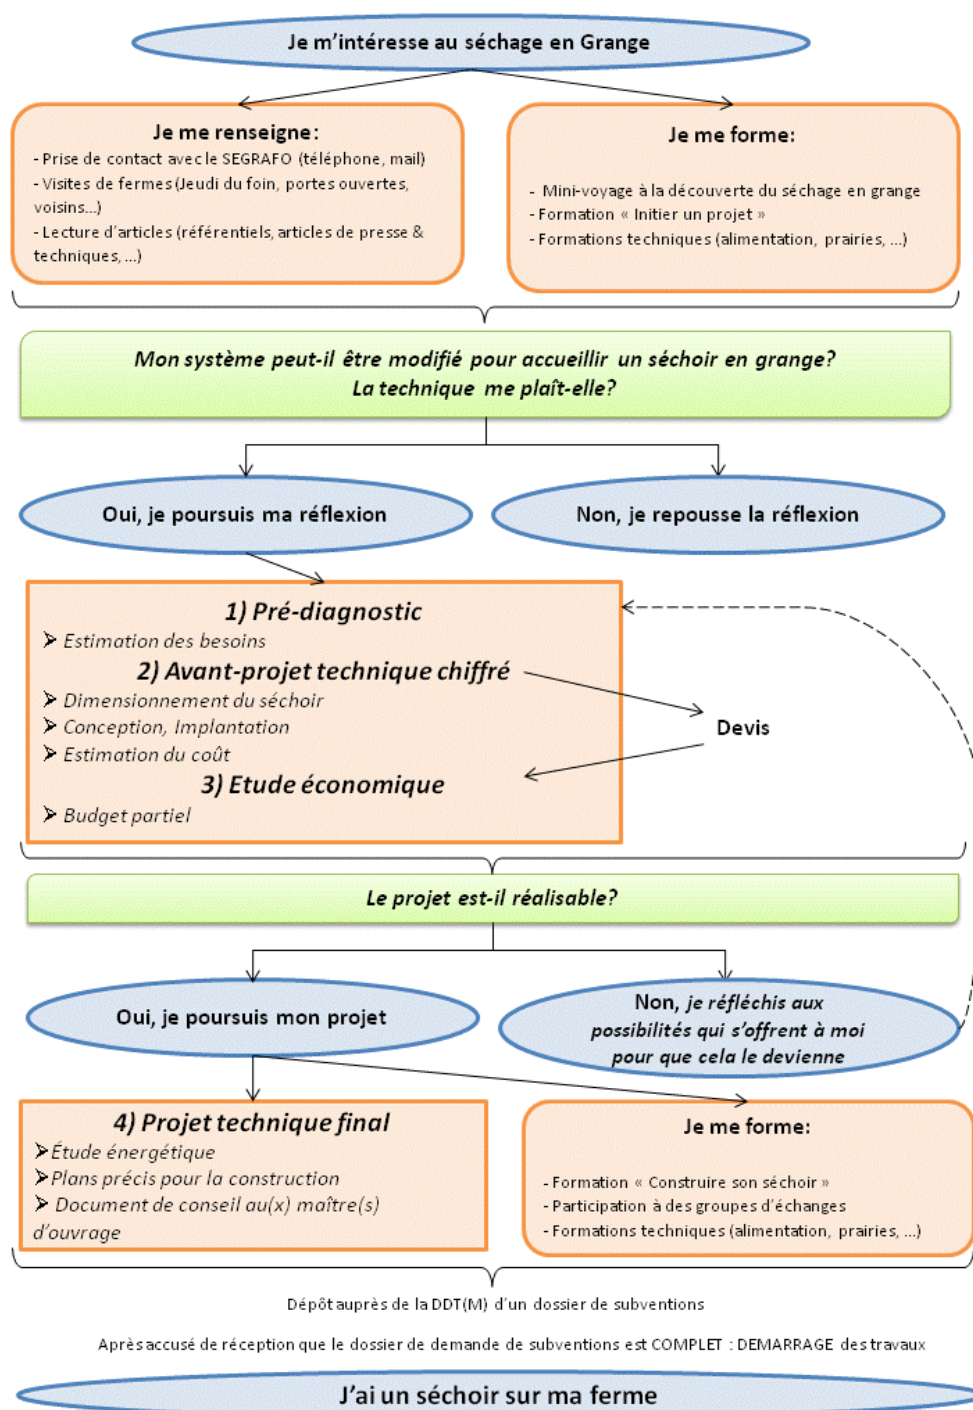 Je m'intéresse au séchage en Grange
Je me renseigne:
- Prise de contact avec le SEGRAFO (téléphone, mail)
- Visites de fermes (Jeudi du foin, portes ouvertes,
voisins...)
- Lecture d'articles (référentiels, articles de presse &
techniques, ...)
Je me forme:
- Mini-voyage à la découverte du séchage en grange
- Formation « Initier un projet »
- Formations techniques (alimentation, prairies, ...)
Mon système peut-il être modifié pour accueillir un séchoir en grange?
La technique me plaît-elle?
Oui, je poursuis ma réflexion
Non, je repousse la réflexion
1) Pré-diagnostic
➢ Estimation des besoins
2) Avant-projet technique chiffré
➢ Dimensionnement du séchoir
➢ Conception, Implantation
➢ Estimation du coût
Devis
3) Etude économique
➢ Budget partiel
Le projet est-il réalisable?
Oui, je poursuis mon projet
Non, je réfléchis aux
possibilités qui s'offrent à moi
pour que cela le devienne
4) Projet technique final
➢Étude énergétique
➢Plans précis pour la construction
➢ Document de conseil au(x) maître(s)
d'ouvrage
Je me forme:
- Formation « Construire son séchoir »
- Participation à des groupes d'échanges
- Formations techniques (alimentation, prairies, ...)
Dépôt auprès de la DDT(M) d'un dossier de subventions
Après accusé de réception que le dossier de demande de subventions est COMPLET : DEMARRAGE des travaux
J'ai un séchoir sur ma ferme